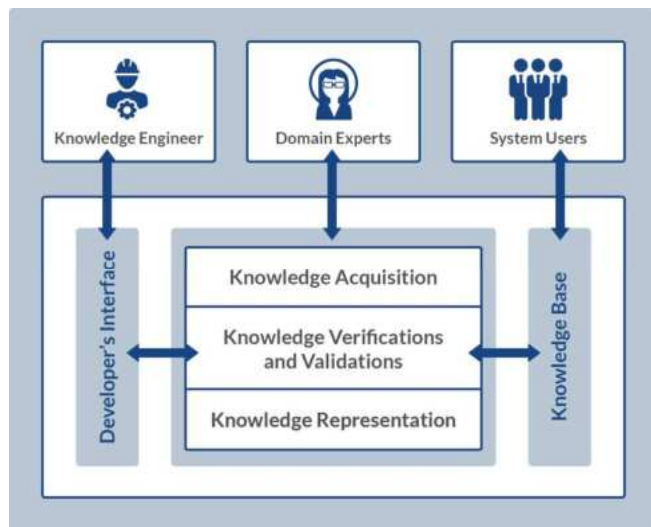 Knowledge Engineer
Domain Experts
System Users
Developer's Interface
Knowledge Acquisition
Knowledge Verifications
and Validations
Knowledge Representation
Knowledge Base